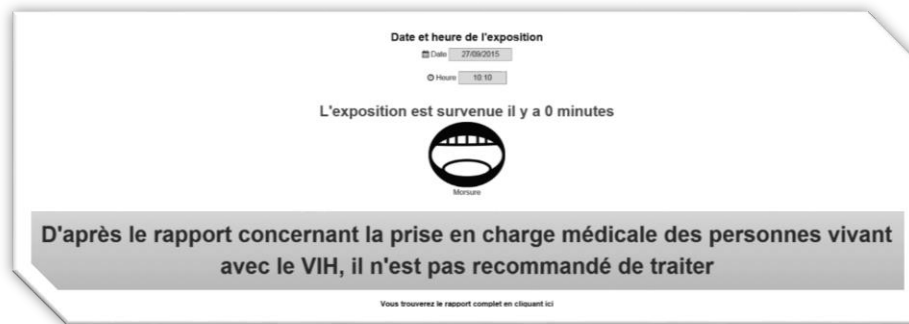 Date et heure de l'exposition
Date 27/09/2015
Heure 10:10
L'exposition est survenue il y a 0 minutes
Morsure
D'après le rapport concernant la prise en charge médicale des personnes vivant
avec le VIH, il n'est pas recommandé de traiter
Vous trouverez le rapport complet en cliquant ici